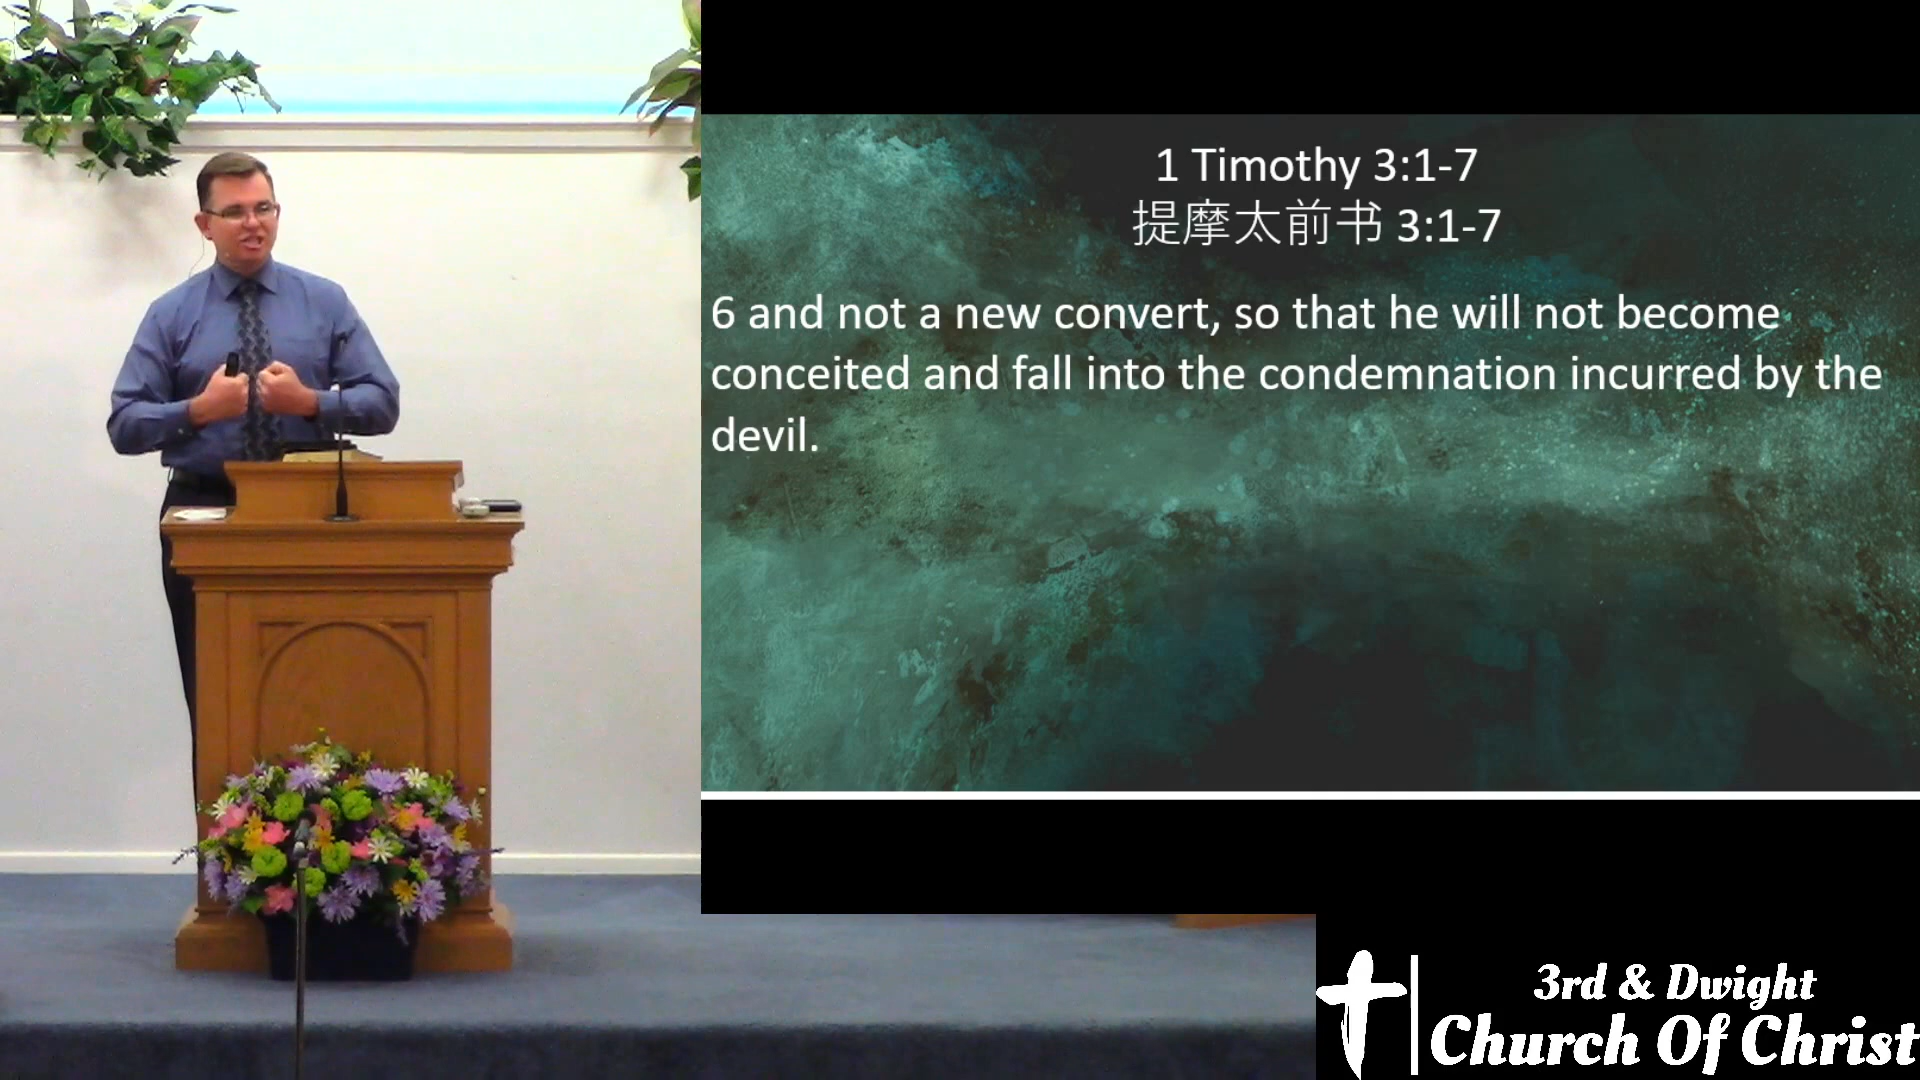 1 Timothy 3:1-7
提摩太前书 3:1-7
6 and not a new convert, so that he will not become
conceited and fall into the condemnation incurred by the
devil.
3rd & Dwight
Church Of Christ